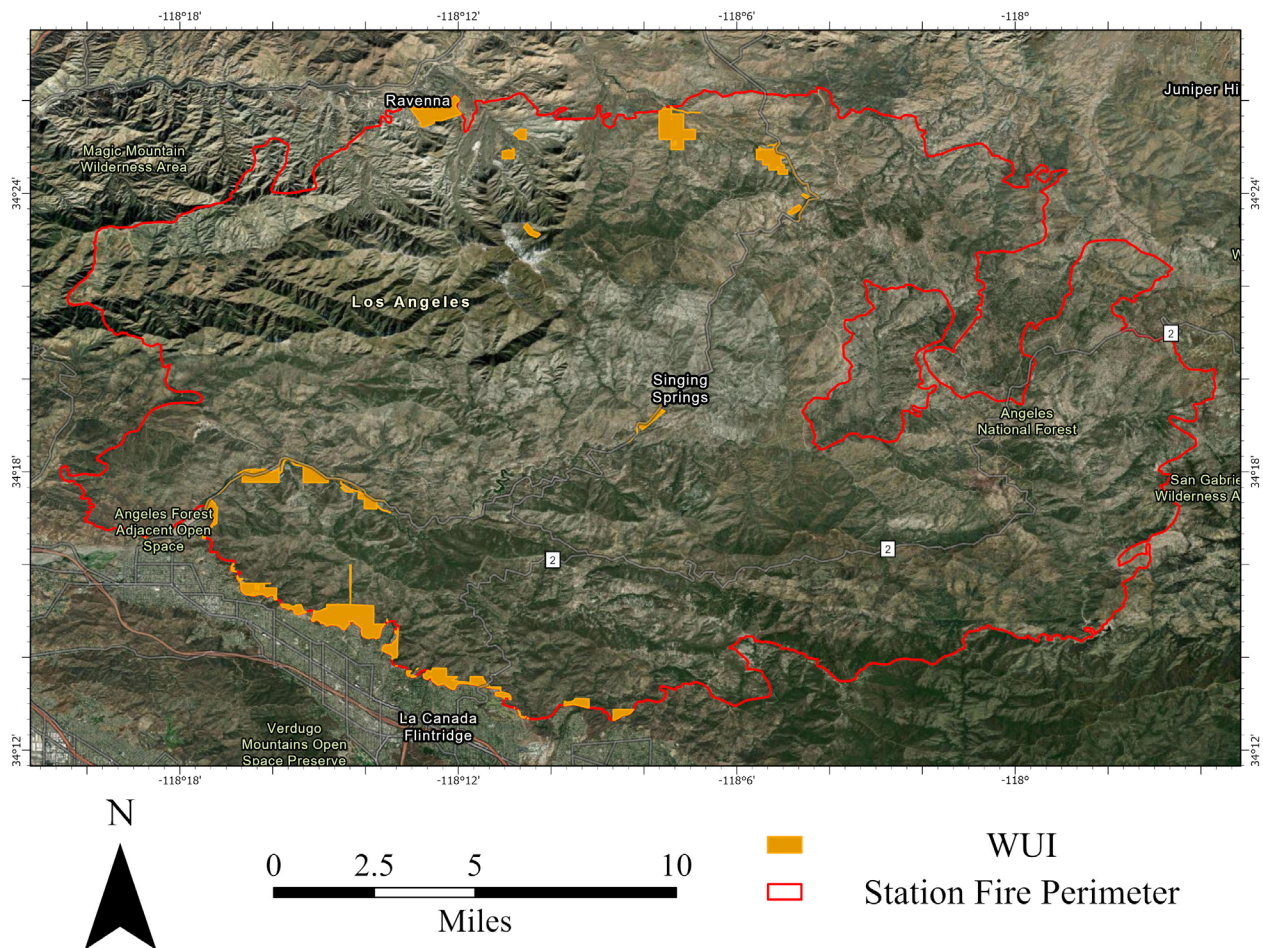 -118°18'
-118°12'
-118°6'
-118°
Ravenna
Juniper Hi
Magic Mountain
Wilderness Area
34°24'
34°24'
W
Los Angeles
2
Singing
Springs
Angeles
National Forest
34°18'
34°18'
San Gabrie
Wilderness A
Angeles Forest
Adjacent Open
Space
2
2
La Canada
Flintridge
Verdugo
Mountains Open
Space Preserve
34°12'
34°12'
-118°18'
-118°12'
-118°6'
-118°
N
0 2.5 5 10
Miles
WUI
Station Fire Perimeter